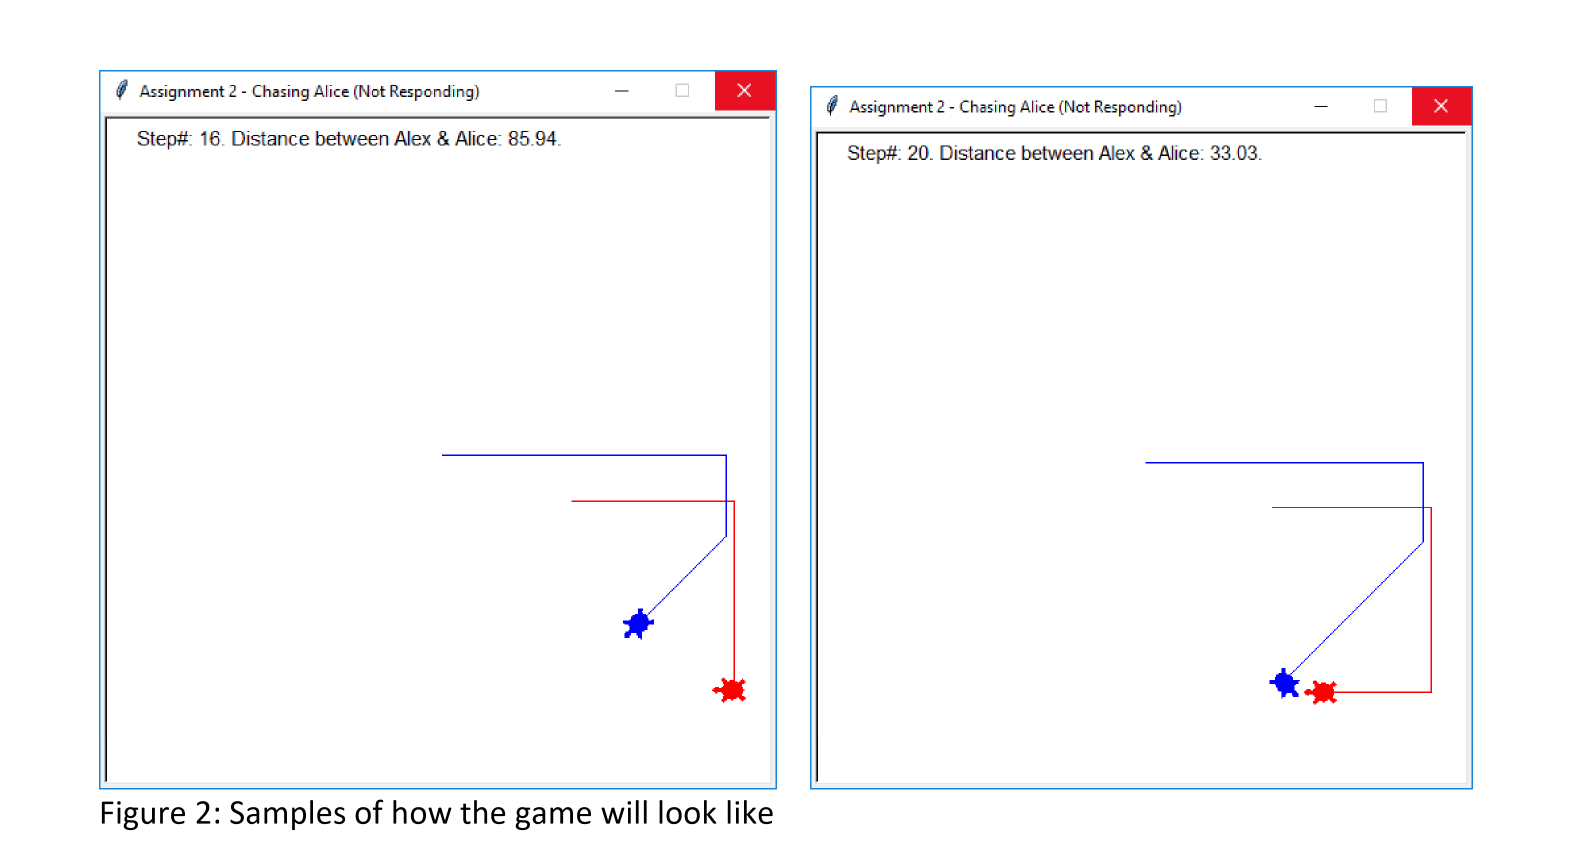 Assignment 2 - Chasing Alice (Not Responding)
Step#: 16. Distance between Alex & Alice: 85.94.
Assignment 2 - Chasing Alice (Not Responding)
Step#: 20. Distance between Alex & Alice: 33.03.
Figure 2: Samples of how the game will look like